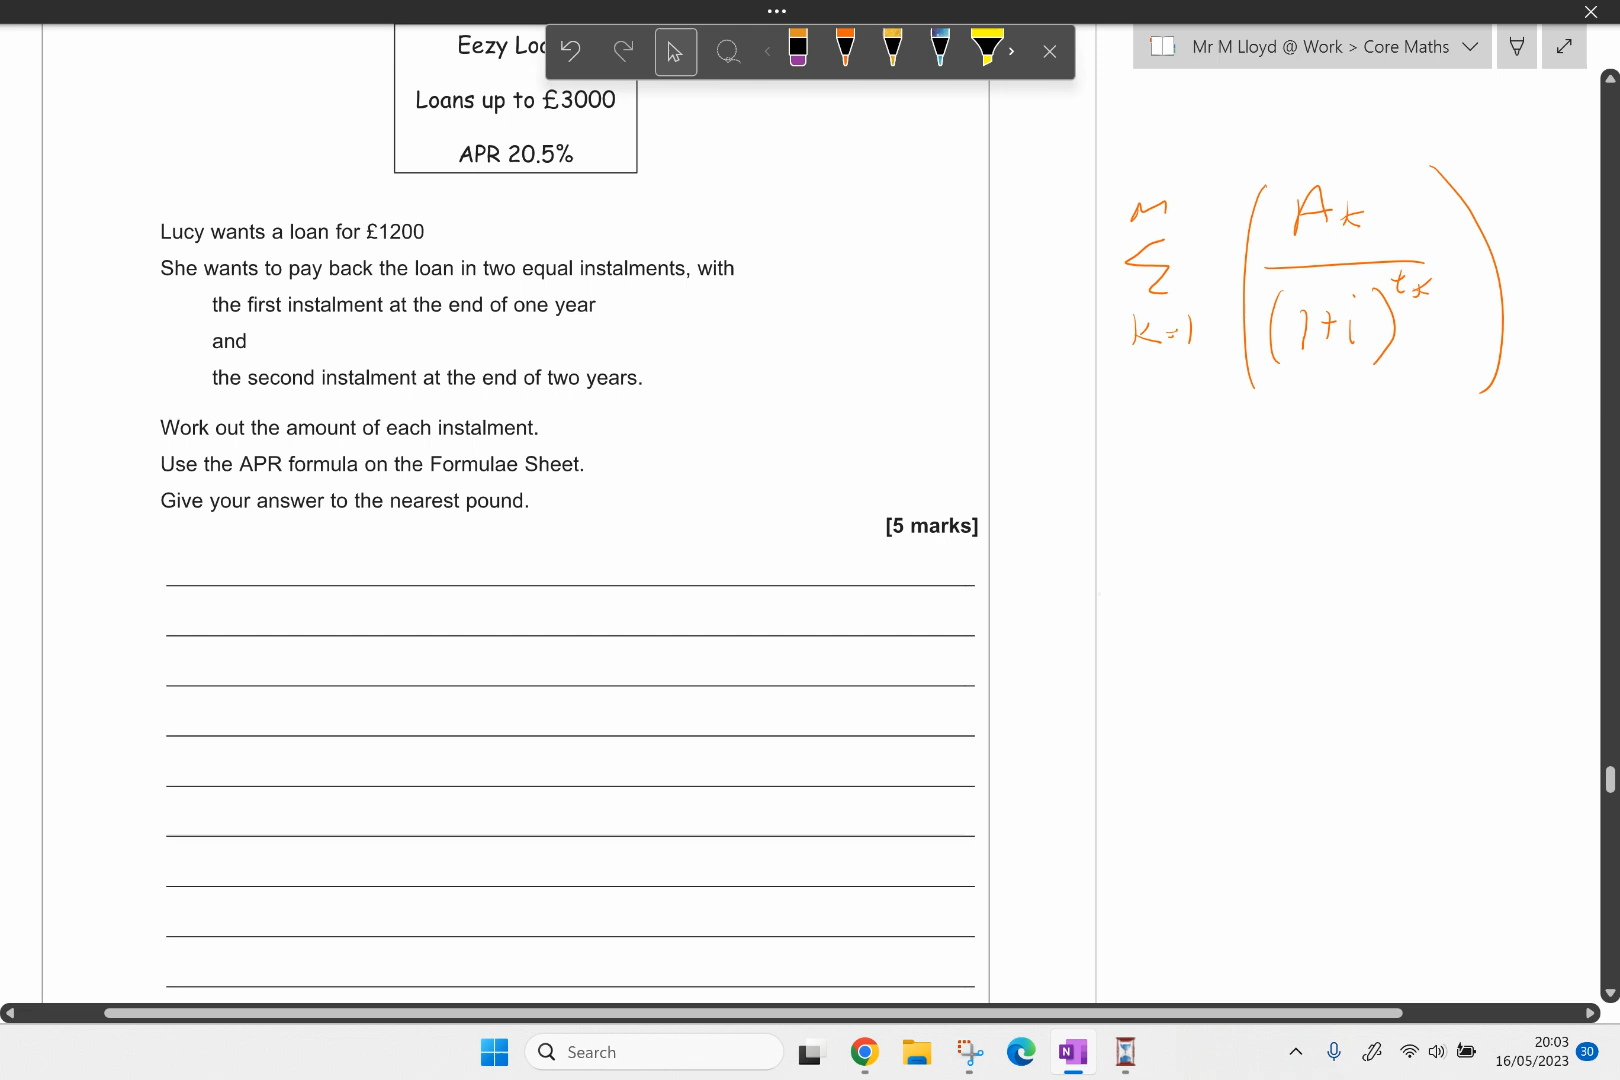 Mr M Lloyd @ Work > Core Maths
Eezy Loa
Loans up to £3000
APR 20.5%
Lucy wants a loan for £1200
She wants to pay back the loan in two equal instalments, with
the first instalment at the end of one year
and
the second instalment at the end of two years.
Work out the amount of each instalment.
Use the APR formula on the Formulae Sheet.
Give your answer to the nearest pound.
[5 marks]
m
Σ
k=1
( A_k / (1+i)^t_k )
Search
20:03
16/05/2023
30